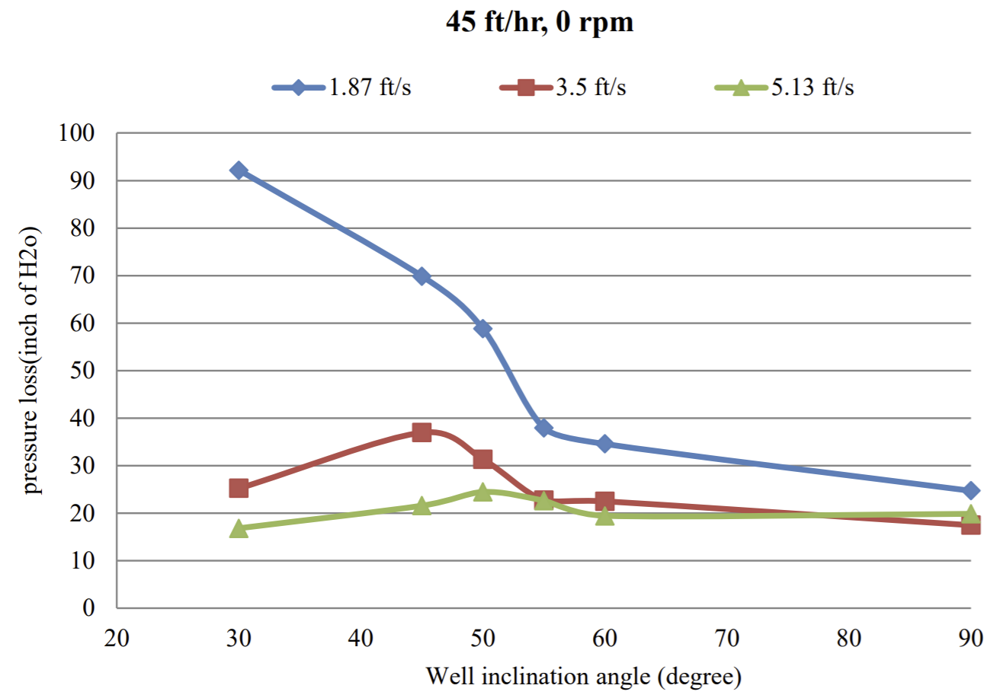 45 ft/hr, 0 rpm
1.87 ft/s 3.5 ft/s 5.13 ft/s
100
90
80
70
60
50
40
30
20
10
0
pressure loss(inch of H2o)
20 30 40 50 60 70 80 90
Well inclination angle (degree)